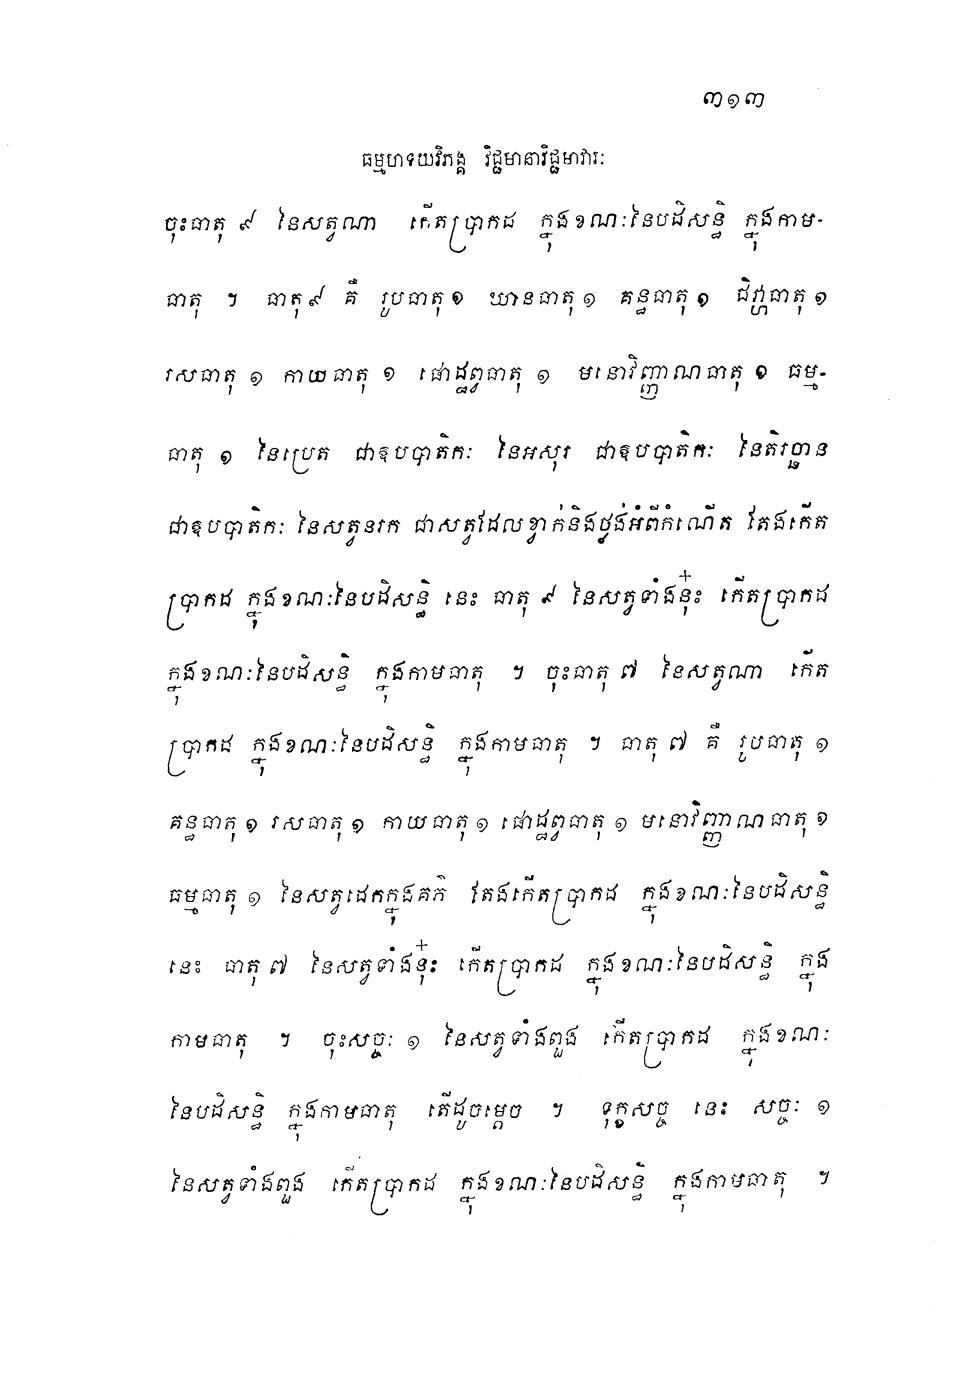 ៣១៣
ធម្មហទយវិភង្គ វិជ្ជមានាវិជ្ជមាវារៈ
ចុះធាតុ ៩ នៃសត្វណា កើតប្រាកដ ក្នុងខណៈនៃបដិសន្ធិ ក្នុងកាម-
ធាតុ ។ ធាតុ៩ គឺ រូបធាតុ ១ ឃានធាតុ ១ គន្ធធាតុ ១ ជិវ្ហាធាតុ ១
រសធាតុ ១ កាយធាតុ ១ ផោដ្ឋព្វធាតុ ១ មនោវិញ្ញាណធាតុ ១ ធម្ម-
ធាតុ ១ នៃប្រេត ជាឧបបាតិកៈ នៃអសុរ ជាឧបបាតិកៈ នៃតិរច្ឆាន
ជាឧបបាតិកៈ នៃសត្វនរក ជាសត្វដែលខ្វាក់និងថ្លង់អំពីកំណើត តែងកើត
ប្រាកដ ក្នុងខណៈនៃបដិសន្ធិ នេះ ធាតុ ៩ នៃសត្វទាំងនុ៎ះ កើតប្រាកដ
ក្នុងខណៈនៃបដិសន្ធិ ក្នុងកាមធាតុ ។ ចុះធាតុ ៧ នៃសត្វណា កើត
ប្រាកដ ក្នុងខណៈនៃបដិសន្ធិ ក្នុងកាមធាតុ ។ ធាតុ ៧ គឺ រូបធាតុ ១
គន្ធធាតុ ១ រសធាតុ ១ កាយធាតុ ១ ផោដ្ឋព្វធាតុ ១ មនោវិញ្ញាណធាតុ ១
ធម្មធាតុ ១ នៃសត្វដេកក្នុងគភ៌ តែងកើតប្រាកដ ក្នុងខណៈនៃបដិសន្ធិ
នេះ ធាតុ ៧ នៃសត្វទាំងនុ៎ះ កើតប្រាកដ ក្នុងខណៈនៃបដិសន្ធិ ក្នុង
កាមធាតុ ។ ចុះសច្ចៈ ១ នៃសត្វទាំងពួង កើតប្រាកដ ក្នុងខណៈ
នៃបដិសន្ធិ ក្នុងកាមធាតុ តើដូចម្តេច ។ ទុក្ខសច្ច នេះ សច្ចៈ ១
នៃសត្វទាំងពួង កើតប្រាកដ ក្នុងខណៈនៃបដិសន្ធិ ក្នុងកាមធាតុ ។